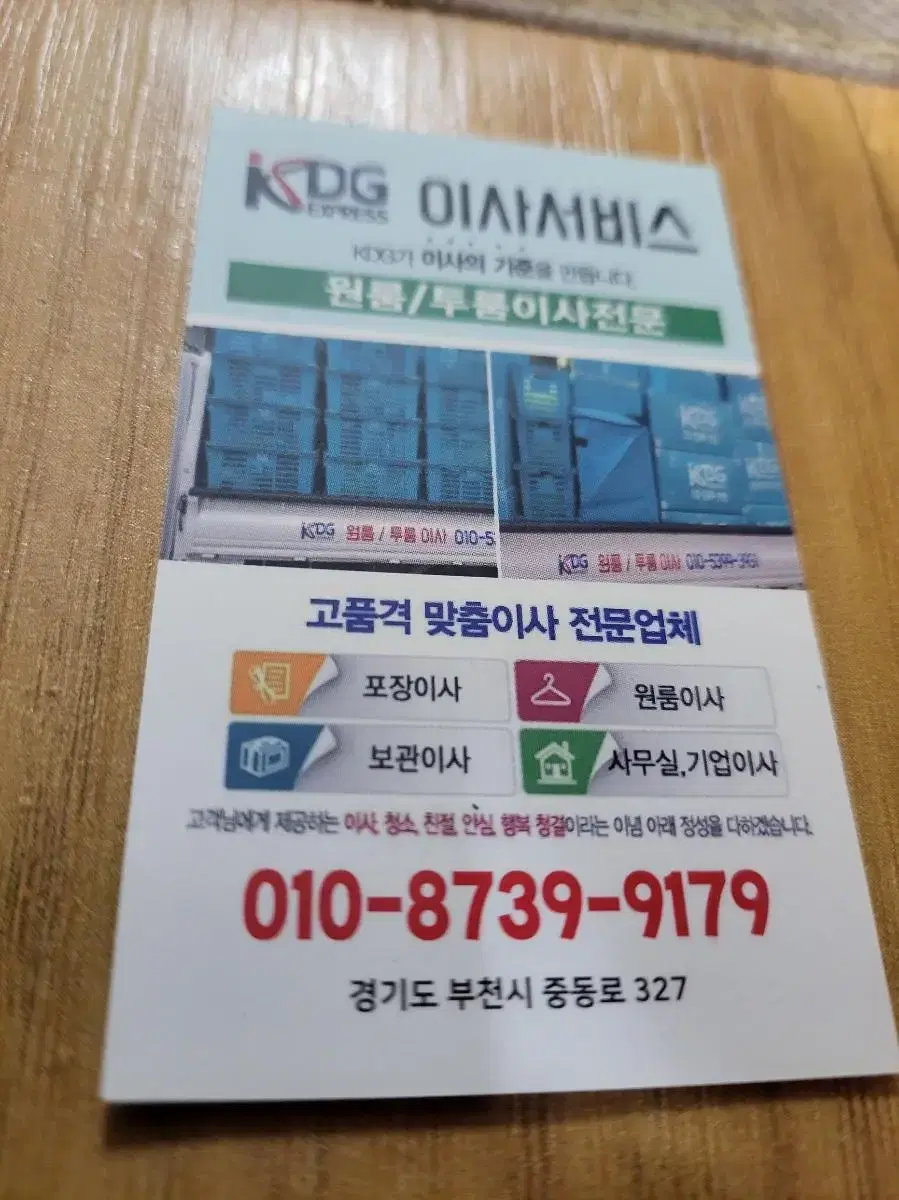 KDG
EXPRESS
이사서비스
KDG가 이사의 기준을 만듭니다.
원룸/투룸이사전문
KDG 원룸 / 투룸 이사 010-5
KDG 원룸 / 투룸 이사
KDG
KDG
고품격 맞춤이사 전문업체
포장이사
원룸이사
보관이사
사무실,기업이사
고객님에게 제공하는 이사, 청소, 친절, 안심, 행복 청결이라는 이념 아래 정성을 다하겠습니다.
010-8739-9179
경기도 부천시 중동로 327